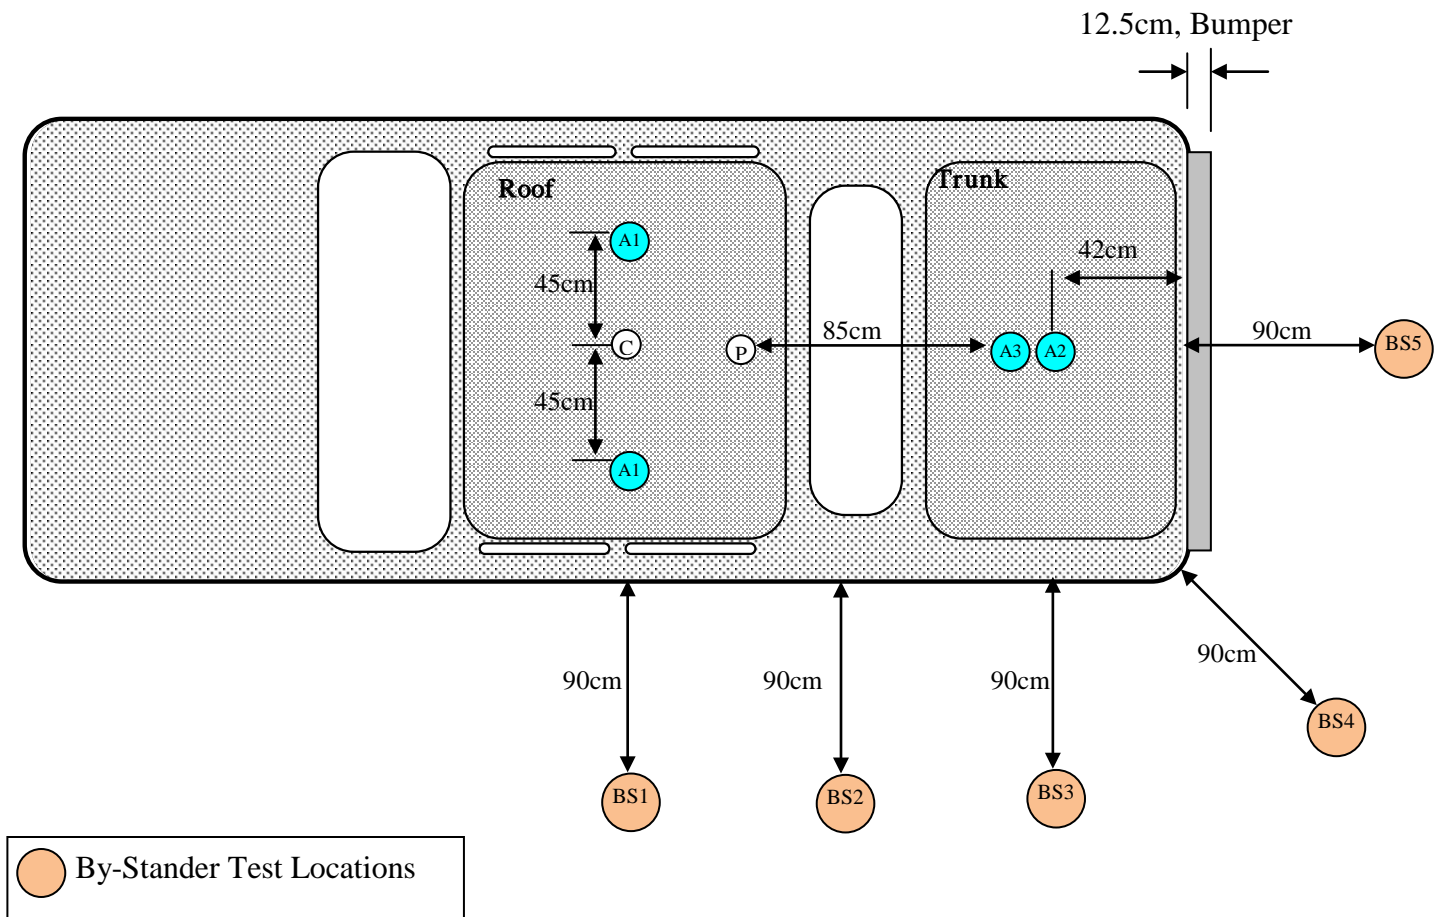 12.5cm, Bumper
Roof
Trunk
A1
42cm
45cm
85cm
90cm
C
P
A3
A2
BS5
45cm
A1
90cm
90cm
90cm
90cm
BS4
BS1
BS2
BS3
By-Stander Test Locations